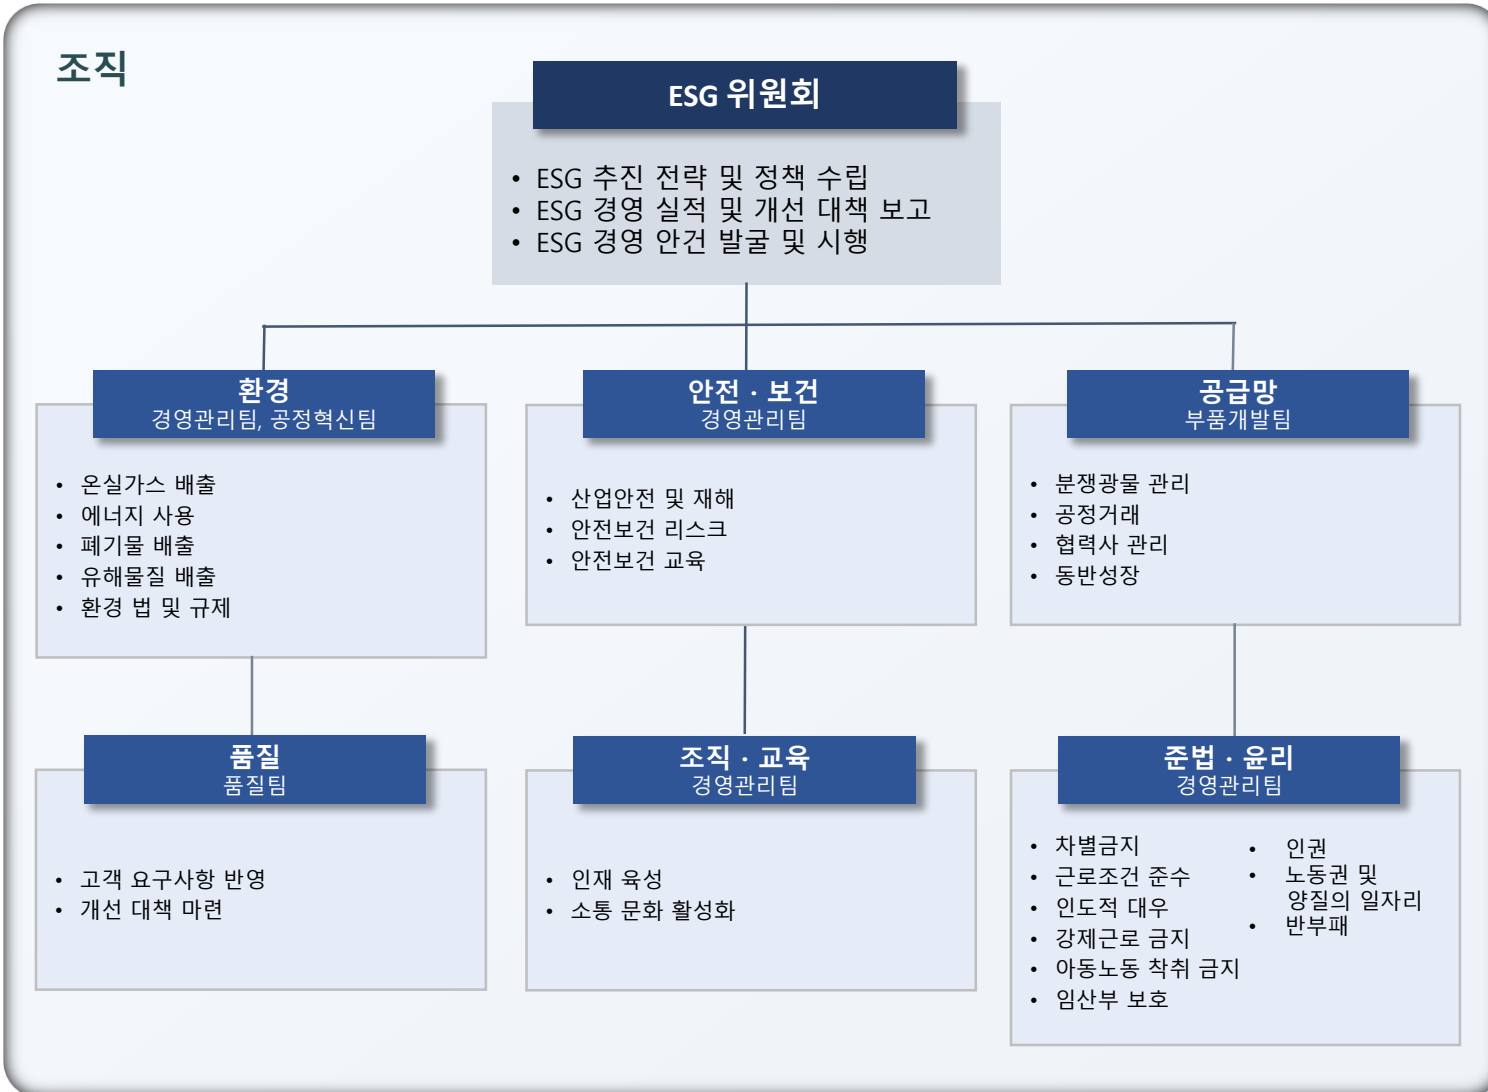 조직
ESG 위원회
• ESG 추진 전략 및 정책 수립
• ESG 경영 실적 및 개선 대책 보고
• ESG 경영 안건 발굴 및 시행
환경
경영관리팀, 공정혁신팀
• 온실가스 배출
• 에너지 사용
• 폐기물 배출
• 유해물질 배출
• 환경 법 및 규제
안전 · 보건
경영관리팀
• 산업안전 및 재해
• 안전보건 리스크
• 안전보건 교육
공급망
부품개발팀
• 분쟁광물 관리
• 공정거래
• 협력사 관리
• 동반성장
품질
품질팀
• 고객 요구사항 반영
• 개선 대책 마련
조직 · 교육
경영관리팀
• 인재 육성
• 소통 문화 활성화
준법 · 윤리
경영관리팀
• 차별금지
• 근로조건 준수
• 인도적 대우
• 강제근로 금지
• 아동노동 착취 금지
• 임산부 보호
• 인권
• 노동권 및
양질의 일자리
• 반부패